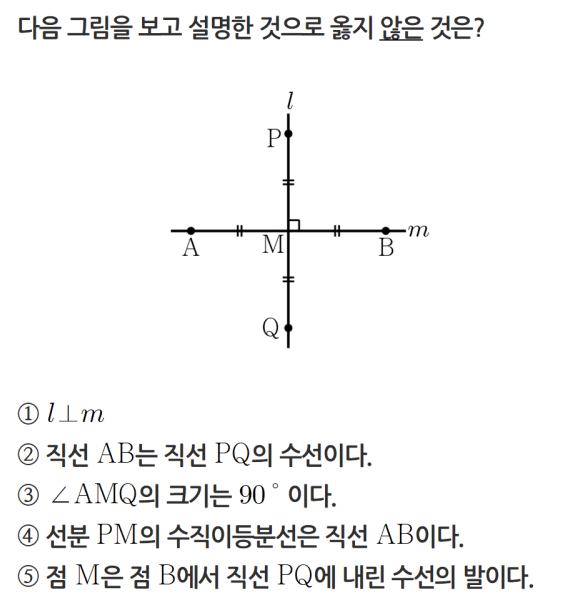 다음 그림을 보고 설명한 것으로 옳지 않은 것은?
l
P
m
A
M
B
Q
① l⊥m
② 직선 AB는 직선 PQ의 수선이다.
③ ∠AMQ의 크기는 90°이다.
④ 선분 PM의 수직이등분선은 직선 AB이다.
⑤ 점 M은 점 B에서 직선 PQ에 내린 수선의 발이다.